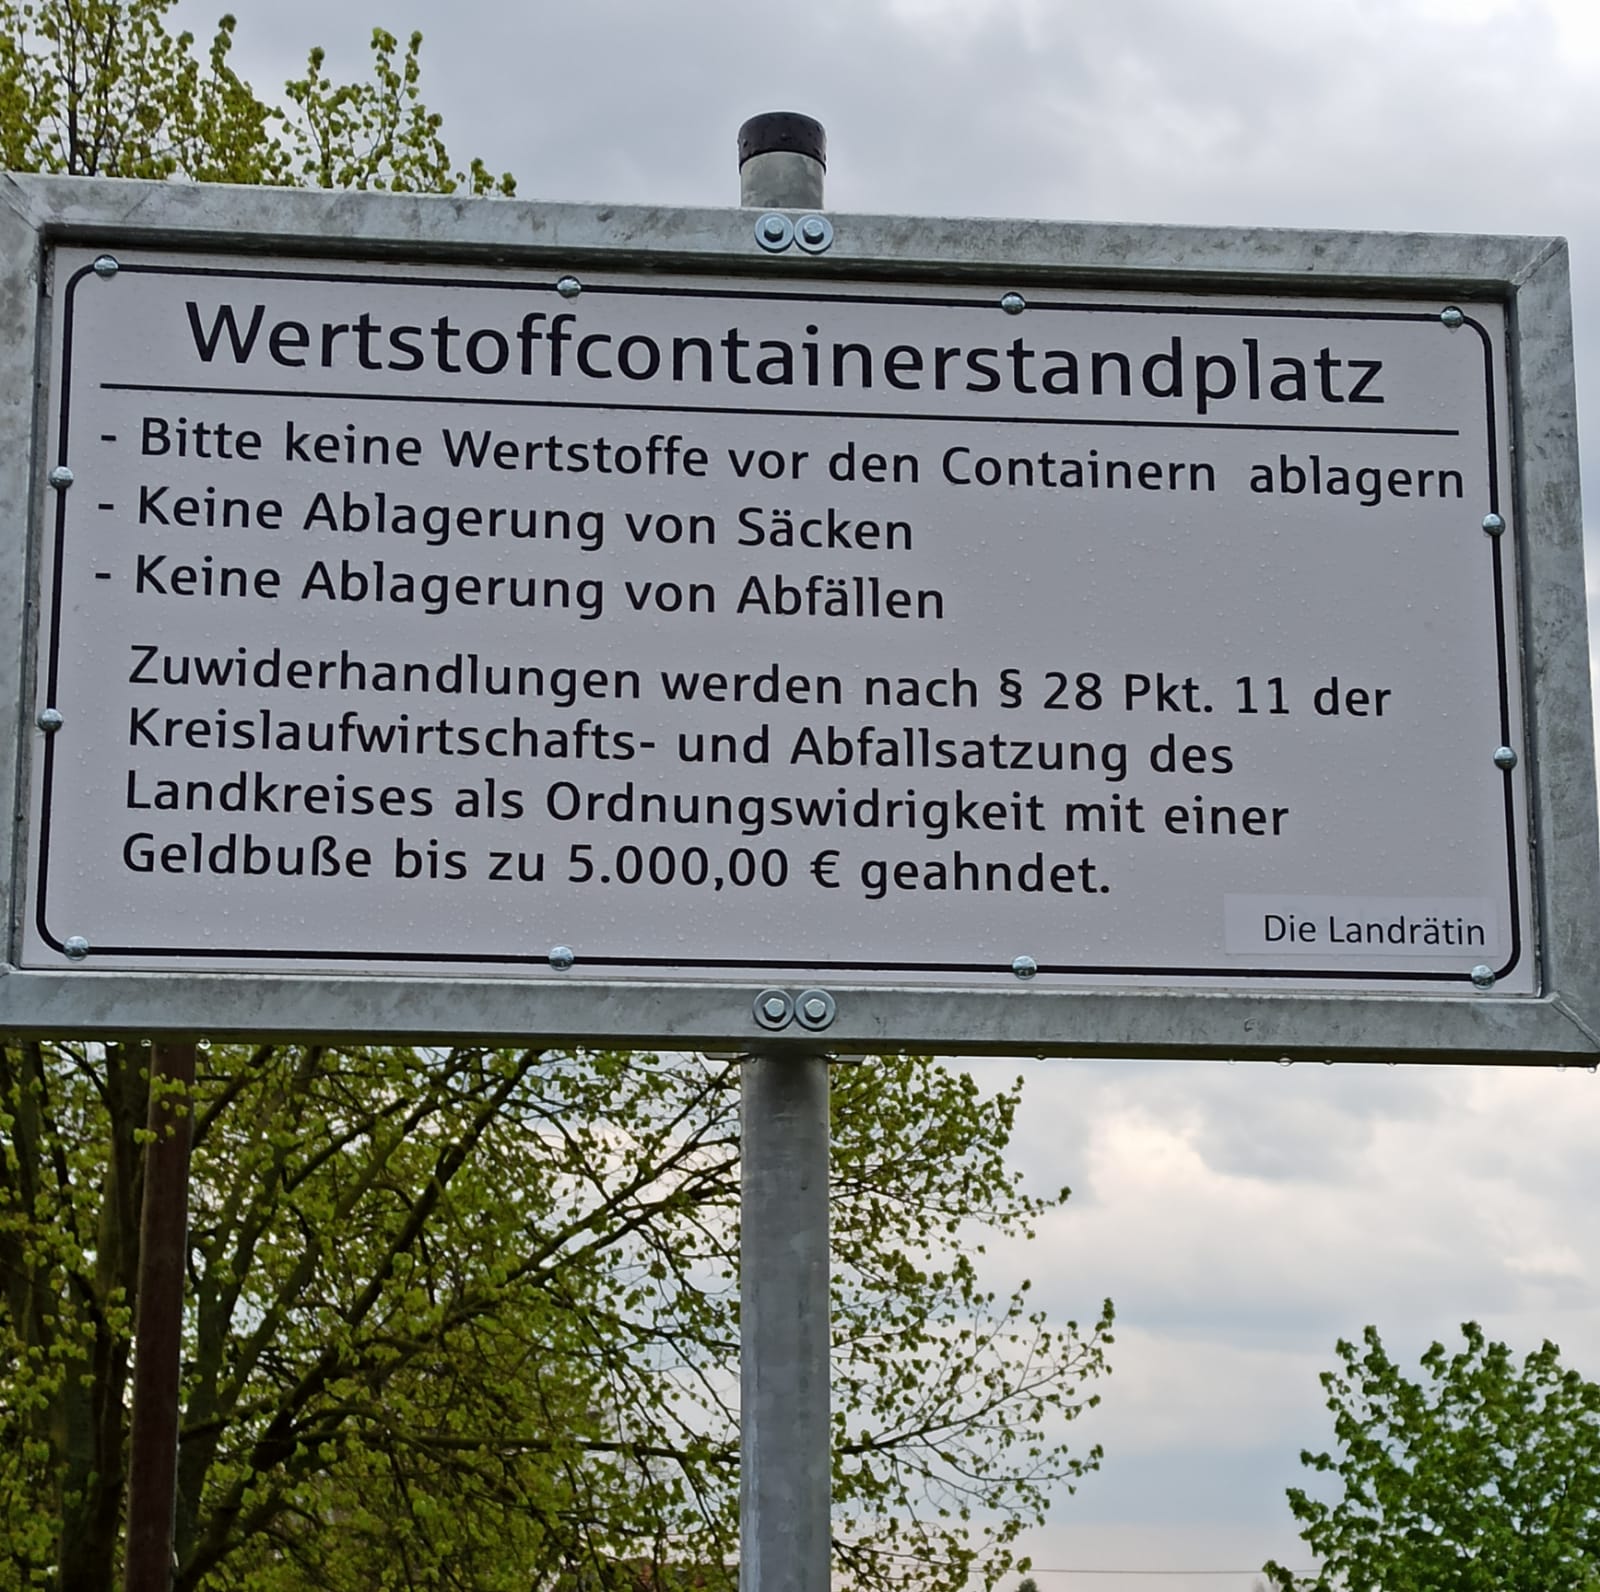 Wertstoffcontainerstandplatz
- Bitte keine Wertstoffe vor den Containern ablagern
- Keine Ablagerung von Säcken
- Keine Ablagerung von Abfällen
Zuwiderhandlungen werden nach § 28 Pkt. 11 der
Kreislaufwirtschafts- und Abfallsatzung des
Landkreises als Ordnungswidrigkeit mit einer
Geldbuße bis zu 5.000,00 € geahndet.
Die Landrätin